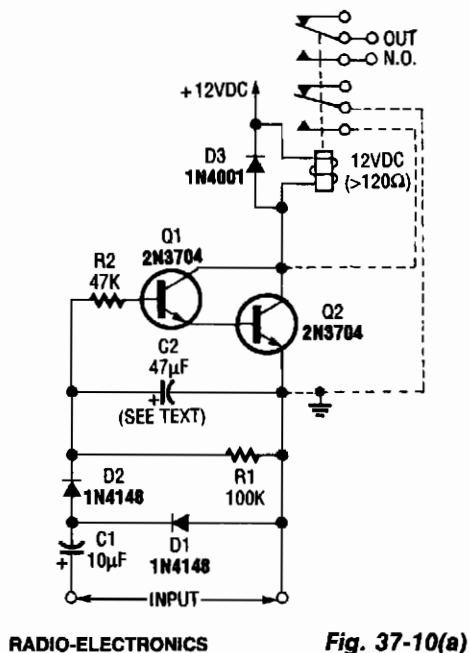 OUT
N.O.
+12VDC
D3
1N4001
12VDC
(>120Ω)
Q1
2N3704
R2
47K
Q2
2N3704
C2
47µF
+
(SEE TEXT)
R1
100K
D2
1N4148
C1
10µF
+
D1
1N4148
INPUT
RADIO-ELECTRONICS
Fig. 37-10(a)